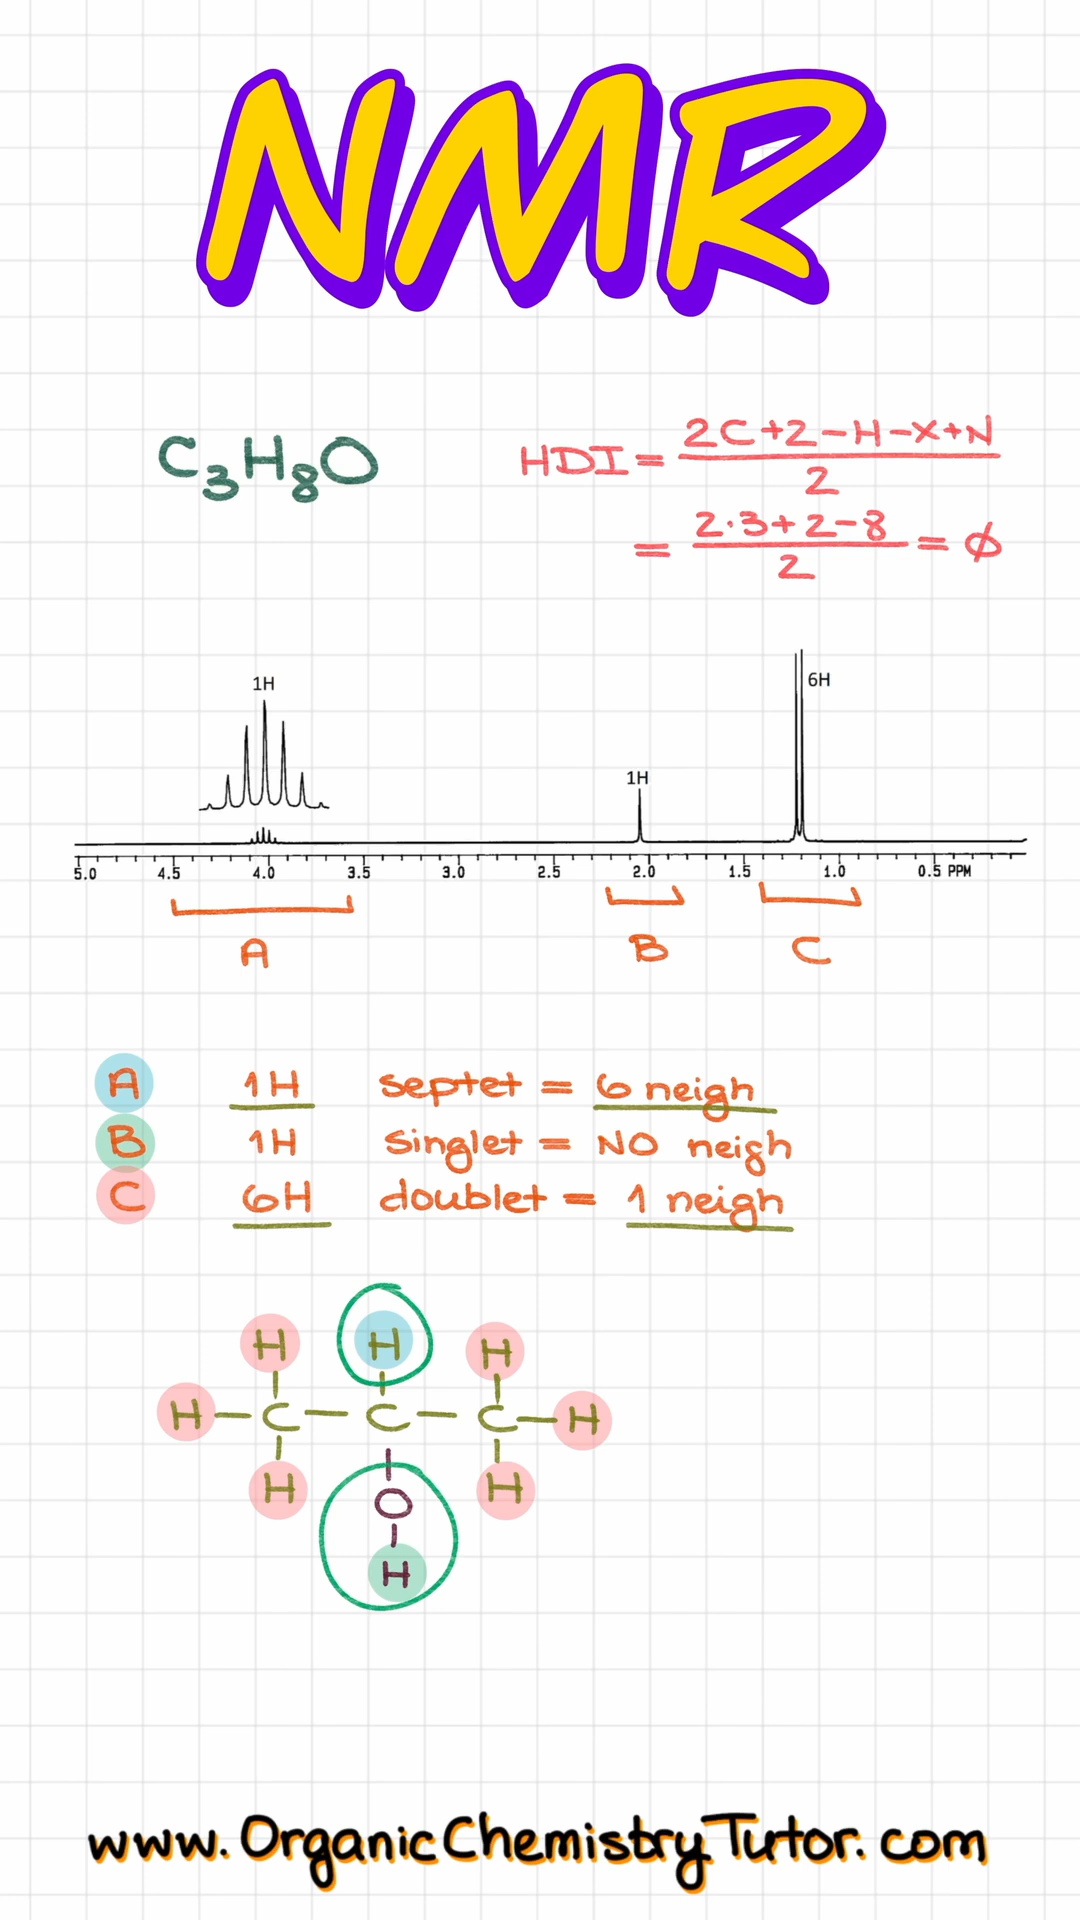 NMR
C₃H₈O
HDI = (2C+2-H-X+N)/2
= (2·3+2-8)/2 = ∅
1H
6H
1H
5.0 4.5 4.0 3.5 3.0 2.5 2.0 1.5 1.0 0.5 PPM
A B C
A 1H septet = 6 neigh
B 1H singlet = NO neigh
C 6H doublet = 1 neigh
H H H
H-C-C-C-H
H O H
H
www.OrganicChemistryTutor.com